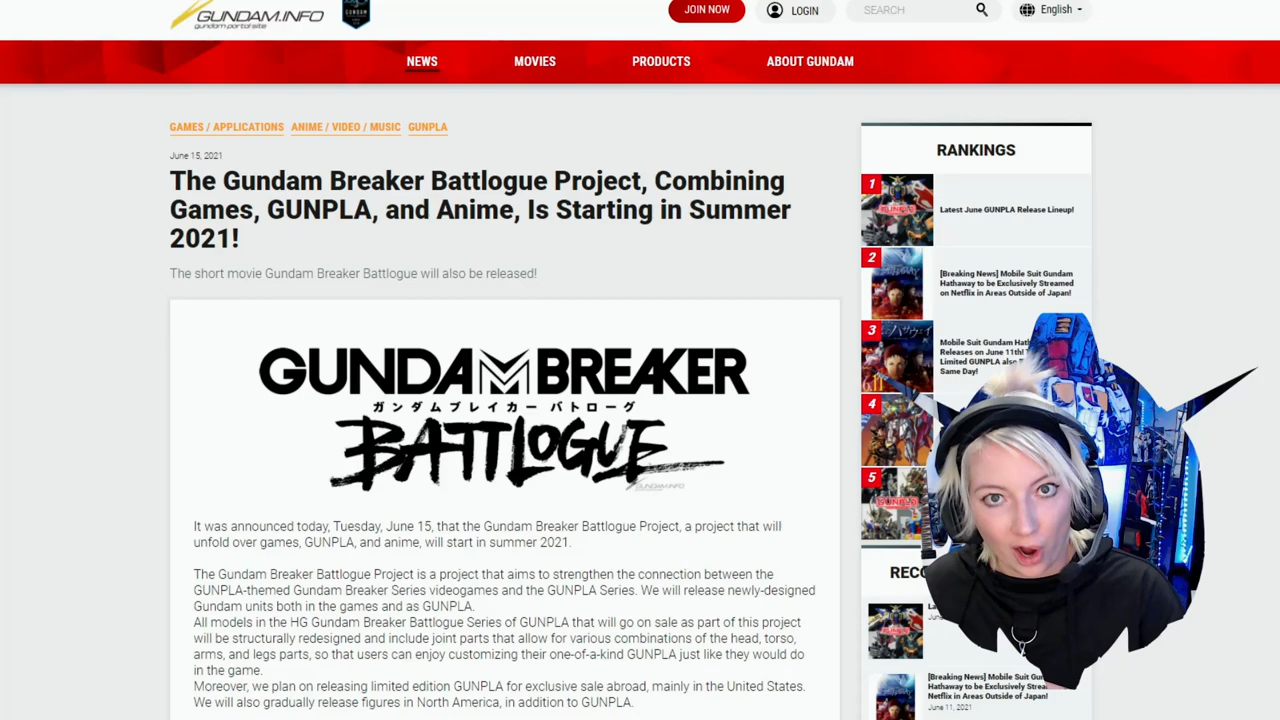 GUNDAM.INFO
gundam portal site
JOIN NOW
LOGIN
SEARCH
English
NEWS
MOVIES
PRODUCTS
ABOUT GUNDAM
GAMES / APPLICATIONS ANIME / VIDEO / MUSIC GUNPLA
June 15, 2021
The Gundam Breaker Battlogue Project, Combining
Games, GUNPLA, and Anime, Is Starting in Summer
2021!
The short movie Gundam Breaker Battlogue will also be released!
GUNDAM BREAKER
ガンダムブレイカー バトローグ
BATTLOGUE
GUNDAM.INFO
It was announced today, Tuesday, June 15, that the Gundam Breaker Battlogue Project, a project that will
unfold over games, GUNPLA, and anime, will start in summer 2021.
The Gundam Breaker Battlogue Project is a project that aims to strengthen the connection between the
GUNPLA-themed Gundam Breaker Series videogames and the GUNPLA Series. We will release newly-designed
Gundam units both in the games and as GUNPLA.
All models in the HG Gundam Breaker Battlogue Series of GUNPLA that will go on sale as part of this project
will be structurally redesigned and include joint parts that allow for various combinations of the head, torso,
arms, and legs parts, so that users can enjoy customizing their one-of-a-kind GUNPLA just like they would do
in the game.
Moreover, we plan on releasing limited edition GUNPLA for exclusive sale abroad, mainly in the United States.
We will also gradually release figures in North America, in addition to GUNPLA.
RANKINGS
1
GUNPLA
Latest June GUNPLA Release Lineup!
2
[Breaking News] Mobile Suit Gundam
Hathaway to be Exclusively Streamed
on Netflix in Areas Outside of Japan!
3
6.11
Mobile Suit Gundam Hat
Releases on June 11th!
Limited GUNPLA also
Same Day!
4
5
GUNPLA
RECO
GUNPLA
La
June
[Breaking News] Mobile Suit Gun
Hathaway to be Exclusively Stream
Netflix in Areas Outside of Japan!
June 11, 2021